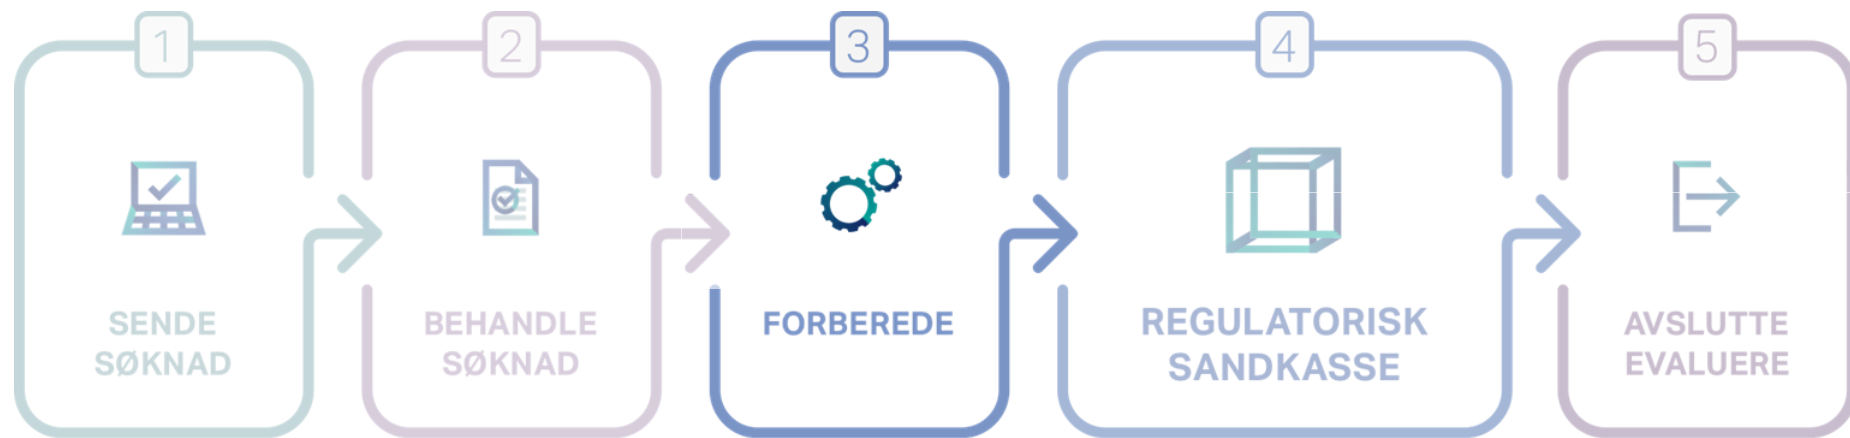 1
2
3
4
5
SENDE
SØKNAD
BEHANDLE
SØKNAD
FORBEREDE
REGULATORISK
SANDKASSE
AVSLUTTE
EVALUERE